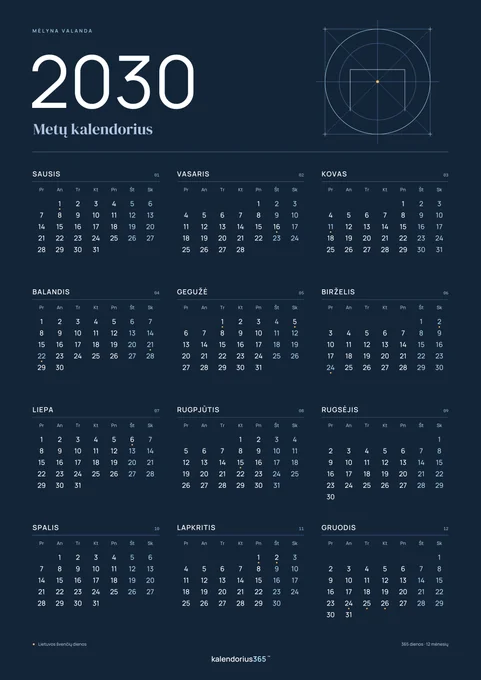 MĖLYNA VALANDA
2030
Metų kalendorius
SAUSIS 01
Pr An Tr Kt Pn Št Sk
1 2 3 4 5 6
7 8 9 10 11 12 13
14 15 16 17 18 19 20
21 22 23 24 25 26 27
28 29 30 31
VASARIS 02
Pr An Tr Kt Pn Št Sk
1 2 3
4 5 6 7 8 9 10
11 12 13 14 15 16 17
18 19 20 21 22 23 24
25 26 27 28
KOVAS 03
Pr An Tr Kt Pn Št Sk
1 2 3
4 5 6 7 8 9 10
11 12 13 14 15 16 17
18 19 20 21 22 23 24
25 26 27 28 29 30 31
BALANDIS 04
Pr An Tr Kt Pn Št Sk
1 2 3 4 5 6 7
8 9 10 11 12 13 14
15 16 17 18 19 20 21
22 23 24 25 26 27 28
29 30
GEGUŽĖ 05
Pr An Tr Kt Pn Št Sk
1 2 3 4 5
6 7 8 9 10 11 12
13 14 15 16 17 18 19
20 21 22 23 24 25 26
27 28 29 30 31
BIRŽELIS 06
Pr An Tr Kt Pn Št Sk
1 2
3 4 5 6 7 8 9
10 11 12 13 14 15 16
17 18 19 20 21 22 23
24 25 26 27 28 29 30
LIEPA 07
Pr An Tr Kt Pn Št Sk
1 2 3 4 5 6 7
8 9 10 11 12 13 14
15 16 17 18 19 20 21
22 23 24 25 26 27 28
29 30 31
RUGPJŪTIS 08
Pr An Tr Kt Pn Št Sk
1 2 3 4
5 6 7 8 9 10 11
12 13 14 15 16 17 18
19 20 21 22 23 24 25
26 27 28 29 30 31
RUGSĖJIS 09
Pr An Tr Kt Pn Št Sk
1
2 3 4 5 6 7 8
9 10 11 12 13 14 15
16 17 18 19 20 21 22
23 24 25 26 27 28 29
30
SPALIS 10
Pr An Tr Kt Pn Št Sk
1 2 3 4 5 6
7 8 9 10 11 12 13
14 15 16 17 18 19 20
21 22 23 24 25 26 27
28 29 30 31
LAPKRITIS 11
Pr An Tr Kt Pn Št Sk
1 2 3
4 5 6 7 8 9 10
11 12 13 14 15 16 17
18 19 20 21 22 23 24
25 26 27 28 29 30
GRUODIS 12
Pr An Tr Kt Pn Št Sk
1
2 3 4 5 6 7 8
9 10 11 12 13 14 15
16 17 18 19 20 21 22
23 24 25 26 27 28 29
30 31
Lietuvos švenčių dienos
365 dienos · 12 mėnesių
kalendorius365™